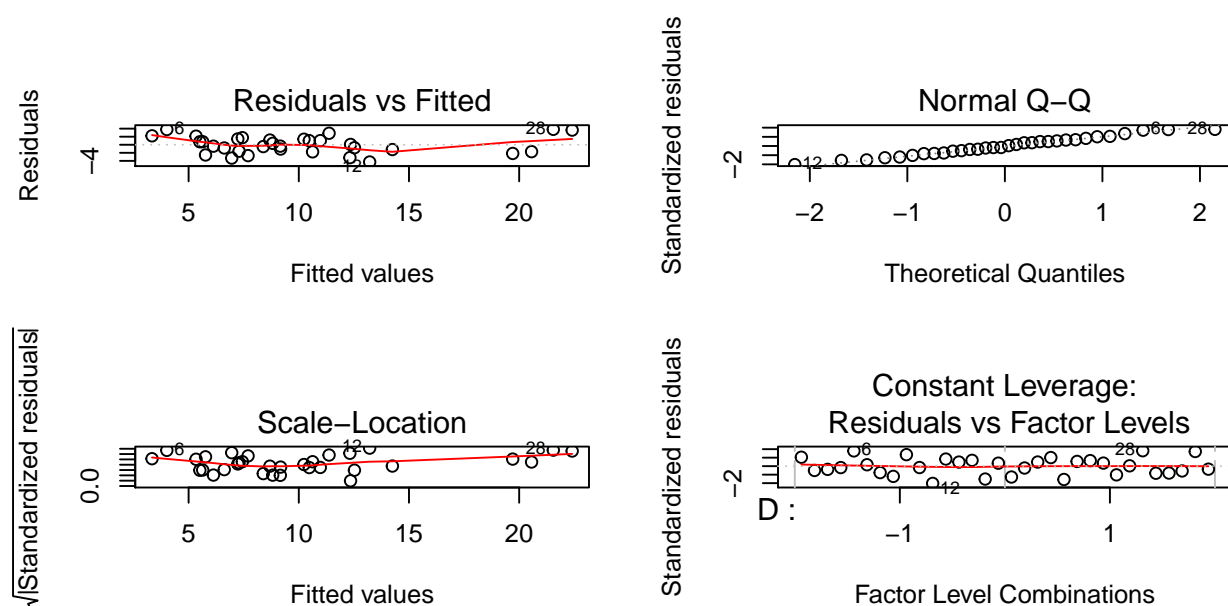 Residuals vs Fitted
Residuals
−4
6
28
12
5 10 15 20
Fitted values
Normal Q−Q
Standardized residuals
−2
12
6 28
−2 −1 0 1 2
Theoretical Quantiles
Scale−Location
√|Standardized residuals|
0.0
6
12
28
5 10 15 20
Fitted values
Constant Leverage:
Residuals vs Factor Levels
Standardized residuals
−2
6
28
12
D :
−1 1
Factor Level Combinations